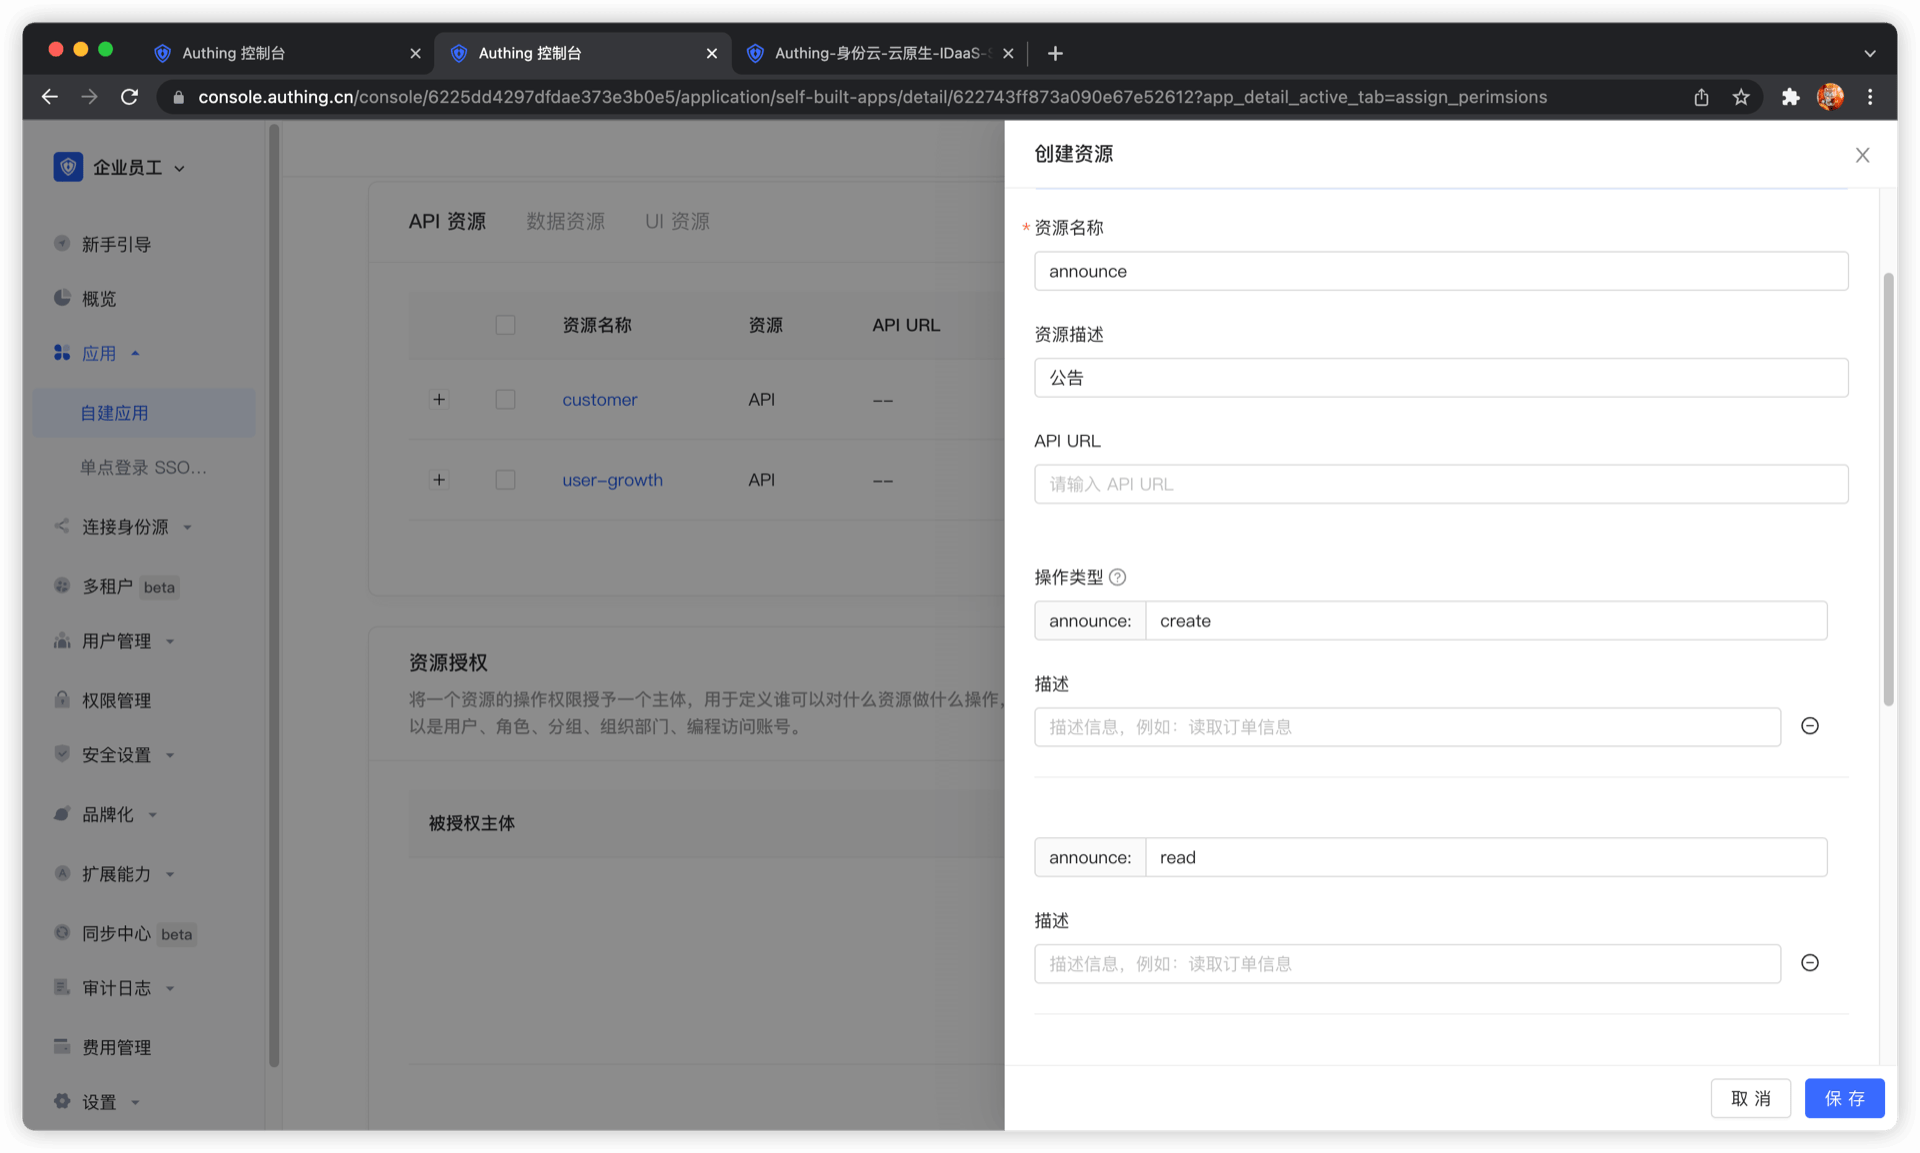 Authing 控制台
Authing 控制台
Authing-身份云-云原生-IDaaS-
console.authing.cn/console/6225dd4297dfdae373e3b0e5/application/self-built-apps/detail/622743ff873a090e67e52612?app_detail_active_tab=assign_perimsions
企业员工
新手引导
概览
应用
自建应用
单点登录 SSO...
连接身份源
多租户 beta
用户管理
权限管理
安全设置
品牌化
扩展能力
同步中心 beta
审计日志
费用管理
设置
API 资源 数据资源 UI 资源
资源名称 资源 API URL
customer API --
user-growth API --
资源授权
将一个资源的操作权限授予一个主体，用于定义谁可以对什么资源做什么操作，
以是用户、角色、分组、组织部门、编程访问账号。
被授权主体
创建资源
* 资源名称
announce
资源描述
公告
API URL
请输入 API URL
操作类型
announce: create
描述
描述信息，例如：读取订单信息
announce: read
描述
描述信息，例如：读取订单信息
取 消 保 存